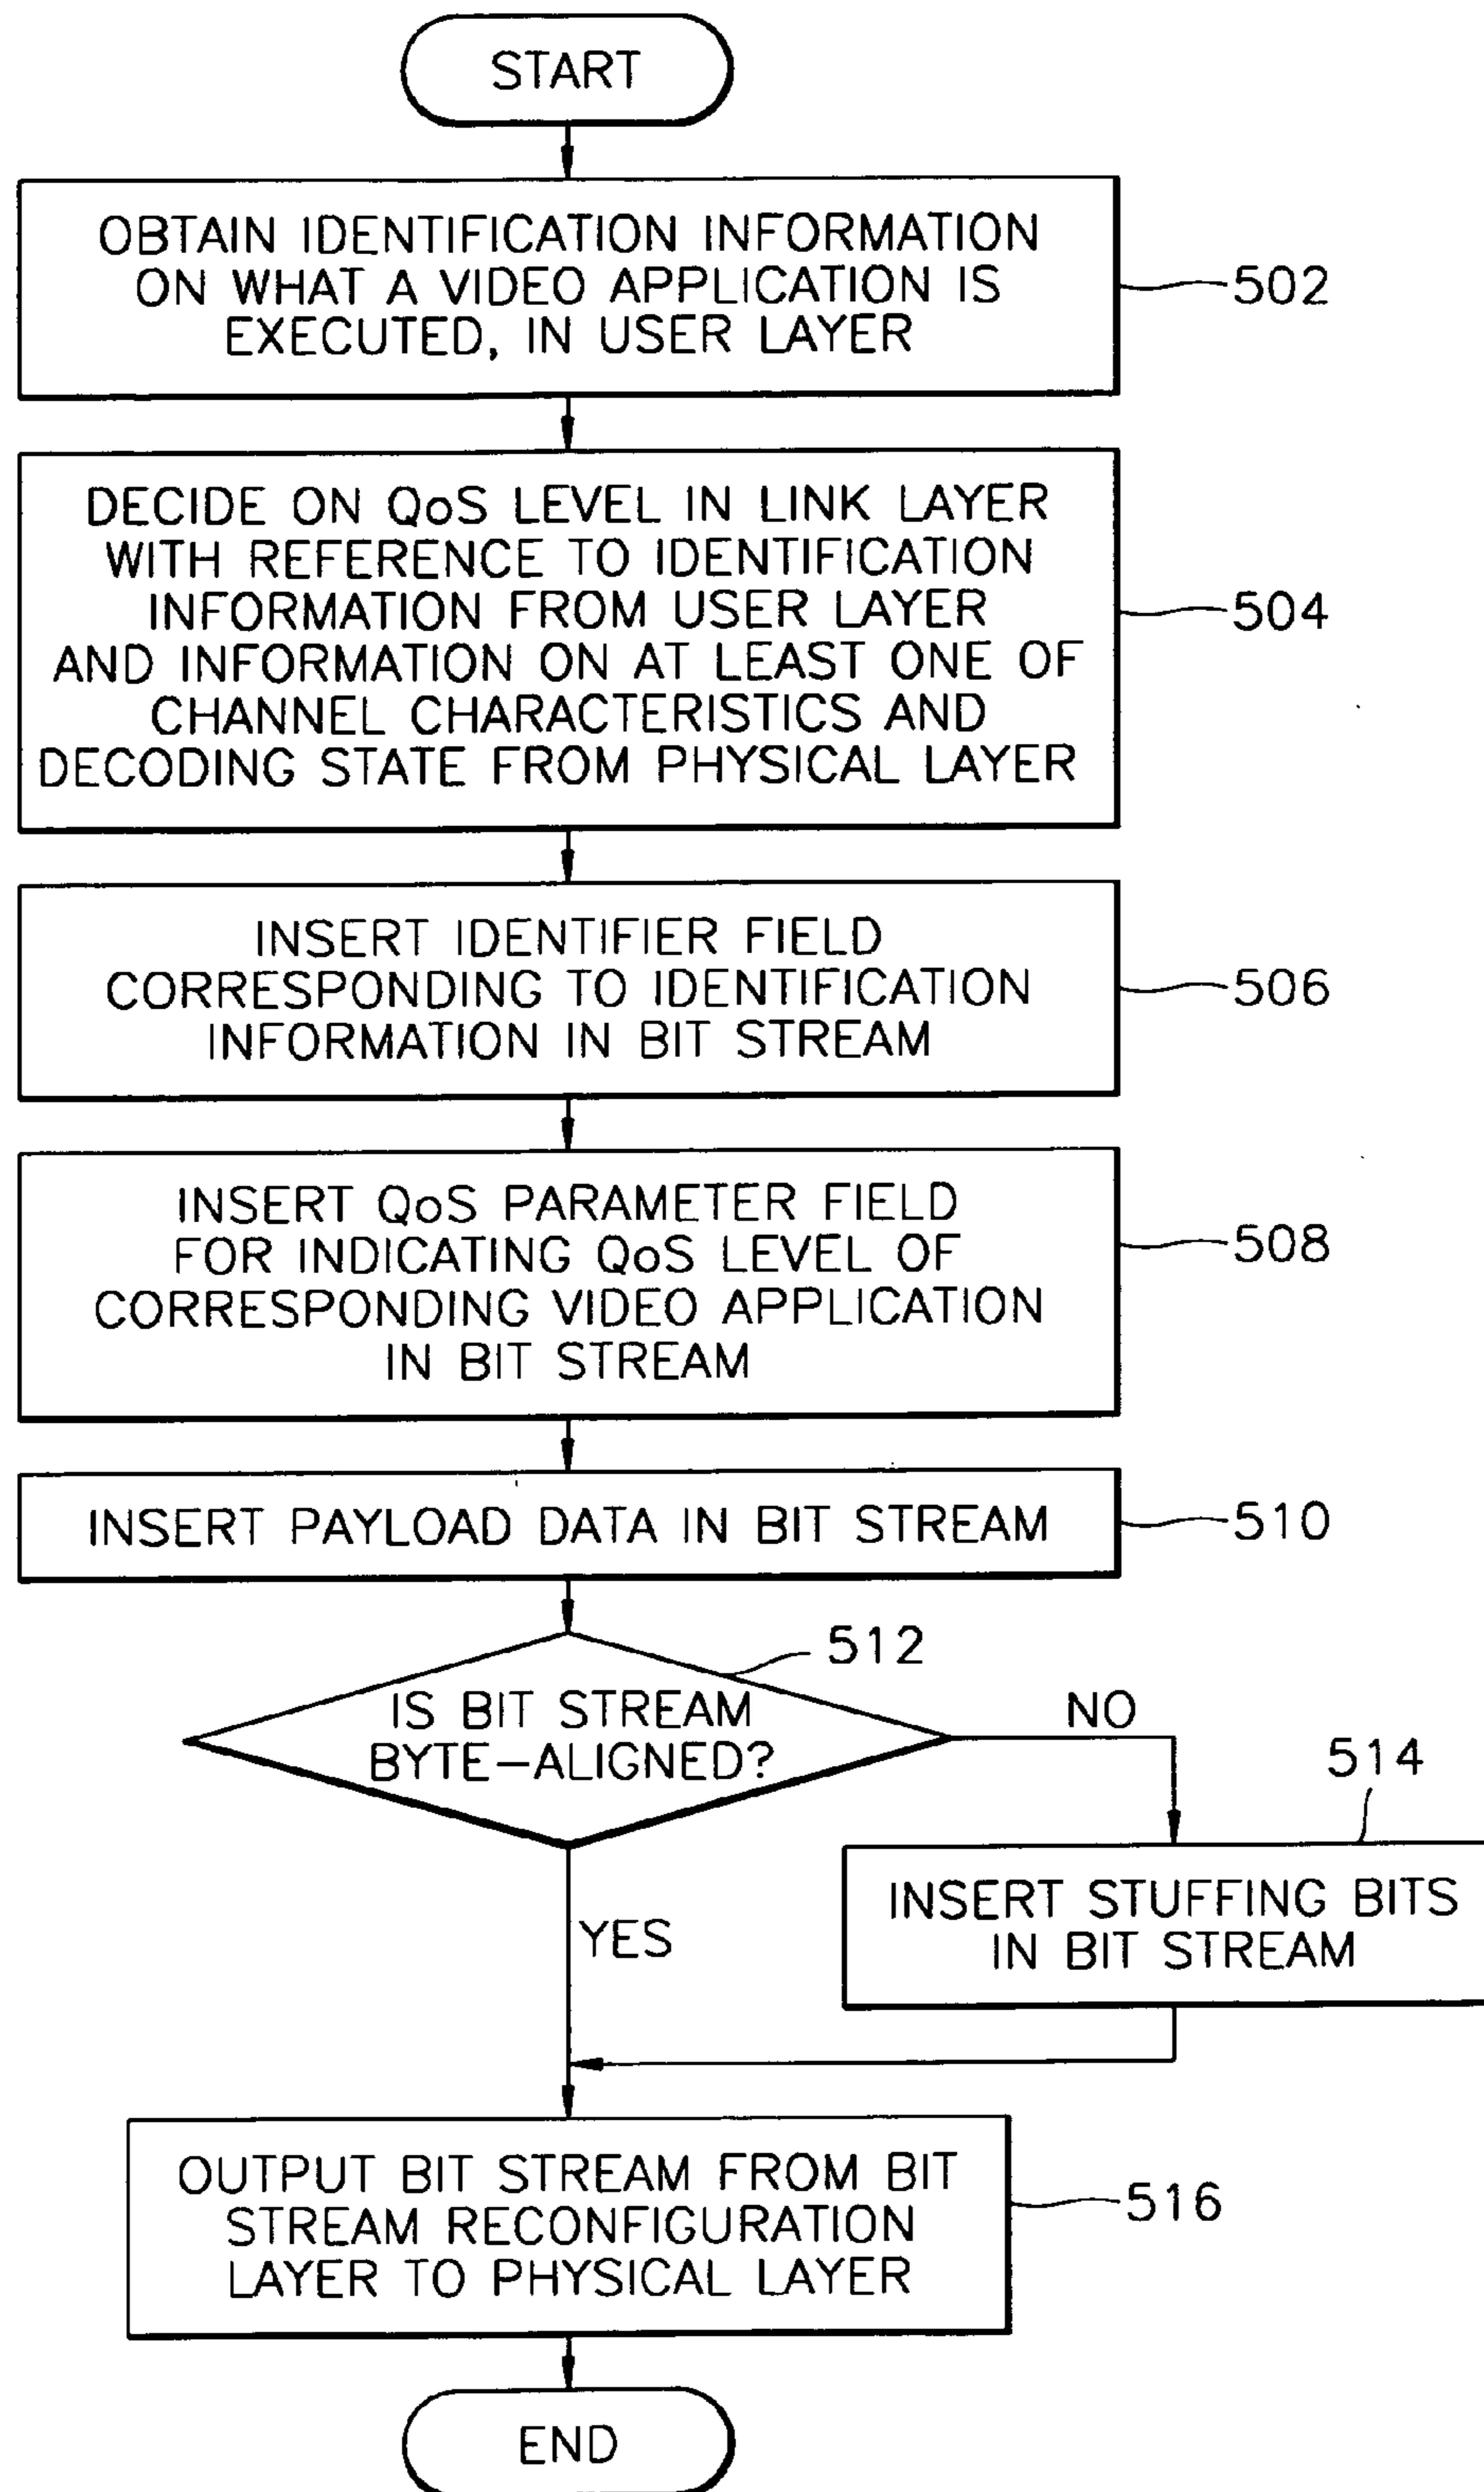 START
OBTAIN IDENTIFICATION INFORMATION
ON WHAT A VIDEO APPLICATION IS
EXECUTED, IN USER LAYER
502
DECIDE ON QoS LEVEL IN LINK LAYER
WITH REFERENCE TO IDENTIFICATION
INFORMATION FROM USER LAYER
AND INFORMATION ON AT LEAST ONE OF
CHANNEL CHARACTERISTICS AND
DECODING STATE FROM PHYSICAL LAYER
504
INSERT IDENTIFIER FIELD
CORRESPONDING TO IDENTIFICATION
INFORMATION IN BIT STREAM
506
INSERT QoS PARAMETER FIELD
FOR INDICATING QoS LEVEL OF
CORRESPONDING VIDEO APPLICATION
IN BIT STREAM
508
INSERT PAYLOAD DATA IN BIT STREAM
510
512
IS BIT STREAM
BYTE-ALIGNED?
NO
514
INSERT STUFFING BITS
IN BIT STREAM
YES
OUTPUT BIT STREAM FROM BIT
STREAM RECONFIGURATION
LAYER TO PHYSICAL LAYER
516
END